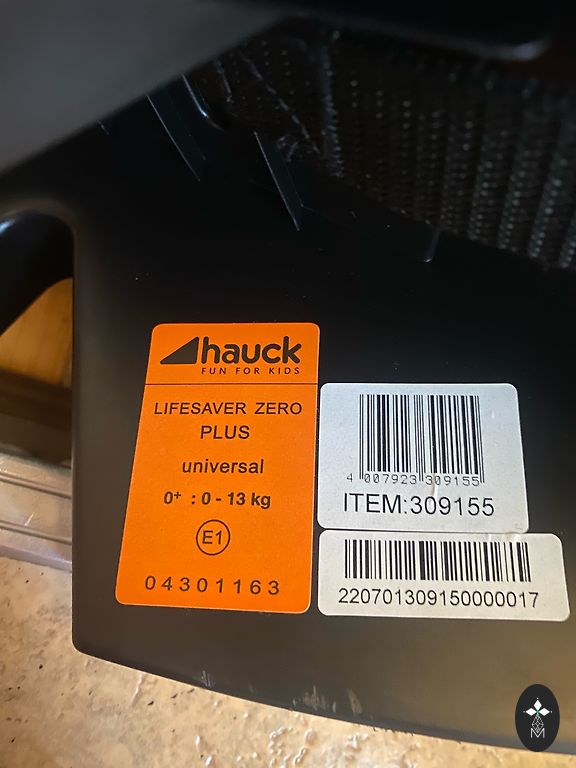 hauck
FUN FOR KIDS
LIFESAVER ZERO
PLUS
universal
0⁺ : 0 - 13 kg
E1
04301163
4 007923 309155
ITEM:309155
220701309150000017
M